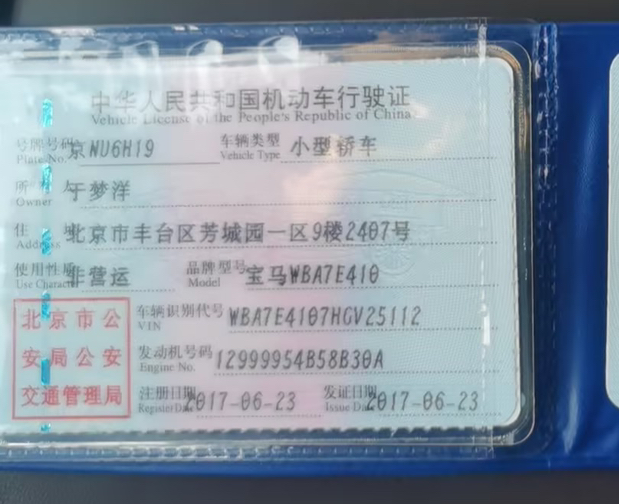 中华人民共和国机动车行驶证
Vehicle License of the People's Republic of China
号牌号码 京NU6H19 车辆类型 小型轿车
Plate No. Vehicle Type
所有人 于梦洋
Owner
住址 北京市丰台区芳城园一区9楼2407号
Address
使用性质 非营运 品牌型号 宝马WBA7E410
Use Character Model
北京市公 车辆识别代号 WBA7E4107HGV25112
VIN
安局公安 发动机号码 12999954B58B30A
Engine No.
交通管理局 注册日期 2017-06-23 发证日期 2017-06-23
Register Date Issue Date